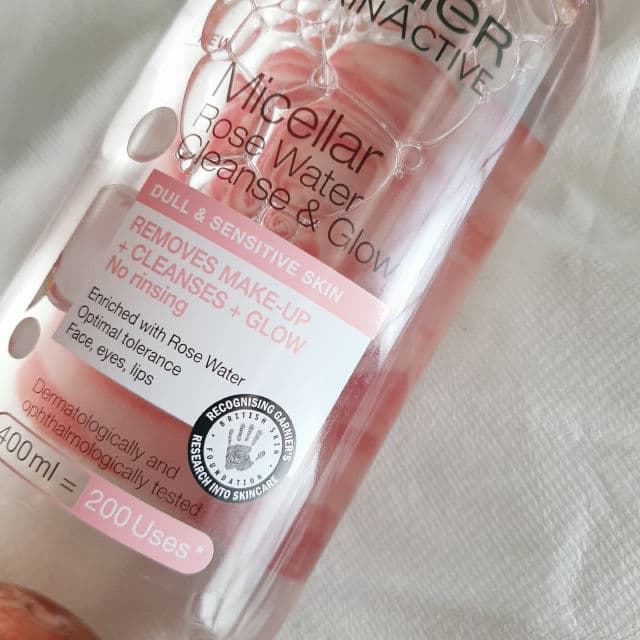 SKINACTIVE
Micellar
Rose Water
Cleanse & Glow
DULL & SENSITIVE SKIN
REMOVES MAKE-UP
+ CLEANSES + GLOW
No rinsing
Enriched with Rose Water
Optimal tolerance
Face, eyes, lips
RECOGNISING GARNIER'S
BRITISH SKIN
FOUNDATION
RESEARCH INTO SKINCARE
Dermatologically and
ophthalmologically tested
400ml = 200 Uses*